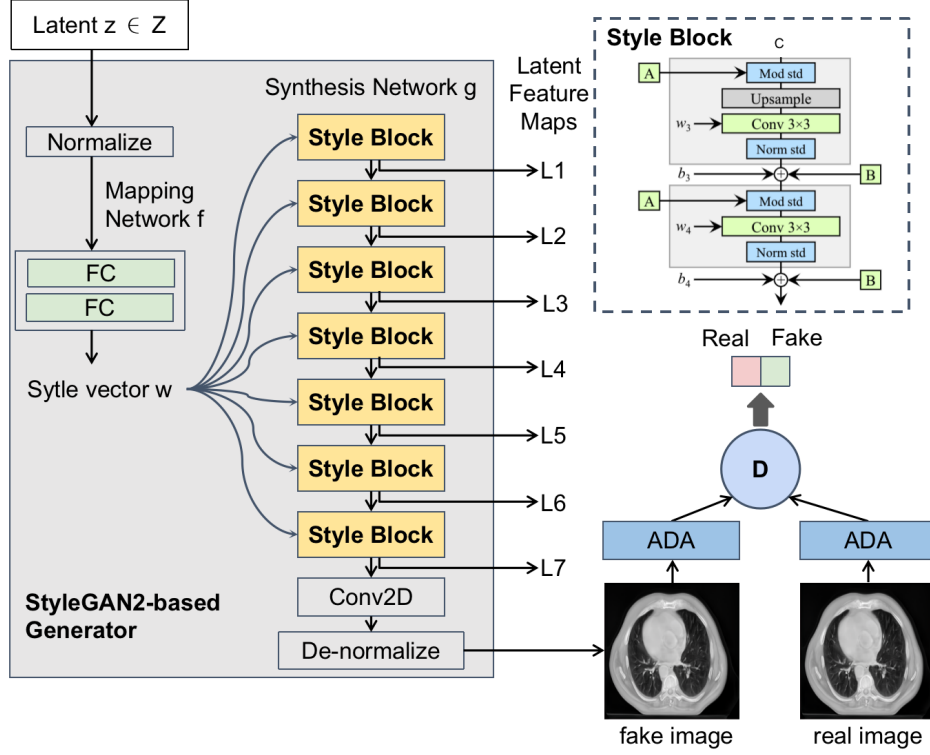 Latent z ∈ Z
Normalize
Mapping
Network f
FC
FC
Sytle vector w
StyleGAN2-based
Generator
Synthesis Network g
Style Block
Style Block
Style Block
Style Block
Style Block
Style Block
Style Block
Conv2D
De-normalize
Latent
Feature
Maps
L1
L2
L3
L4
L5
L6
L7
Style Block
C
A
Mod std
Upsample
w3
Conv 3×3
Norm std
b3
B
A
Mod std
w4
Conv 3×3
Norm std
b4
B
Real
Fake
D
ADA
ADA
fake image
real image